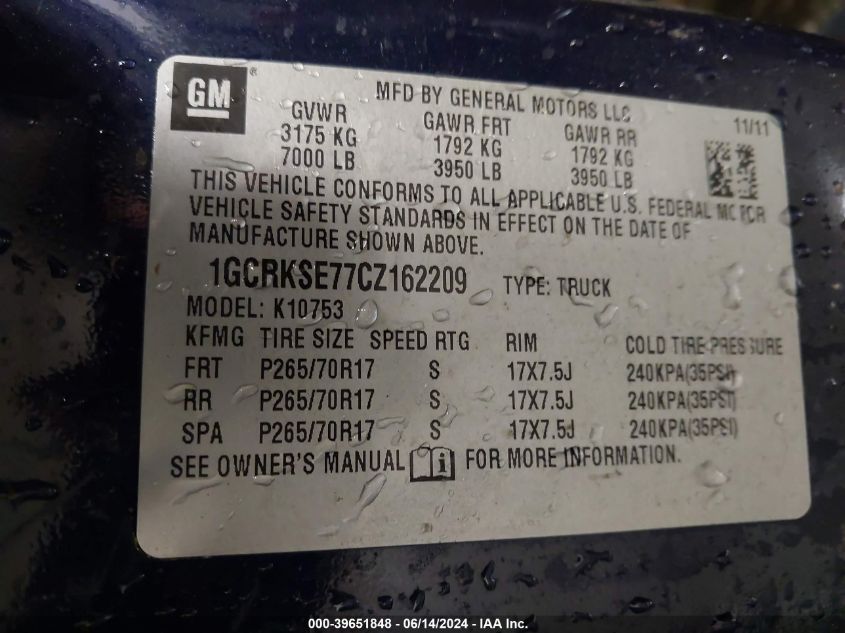 GM®
MFD BY GENERAL MOTORS LLC
GVWR GAWR FRT GAWR RR 11/11
3175 KG 1792 KG 1792 KG
7000 LB 3950 LB 3950 LB
THIS VEHICLE CONFORMS TO ALL APPLICABLE U.S. FEDERAL MOTOR
VEHICLE SAFETY STANDARDS IN EFFECT ON THE DATE OF
MANUFACTURE SHOWN ABOVE.
1GCRKSE77CZ162209 TYPE: TRUCK
MODEL: K10753
KFMG TIRE SIZE SPEED RTG RIM COLD TIRE PRESSURE
FRT P265/70R17 S 17X7.5J 240KPA(35PSI)
RR P265/70R17 S 17X7.5J 240KPA(35PSI)
SPA P265/70R17 S 17X7.5J 240KPA(35PSI)
SEE OWNER'S MANUAL i FOR MORE INFORMATION.
000-39651848 - 06/14/2024 - IAA Inc.